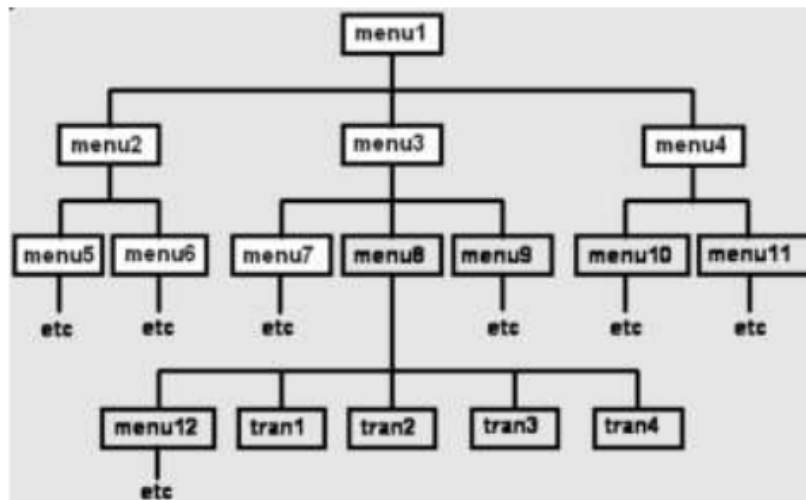 menu1
menu2 menu3 menu4
menu5 menu6 menu7 menu8 menu9 menu10 menu11
etc etc etc etc etc etc
menu12 tran1 tran2 tran3 tran4
etc